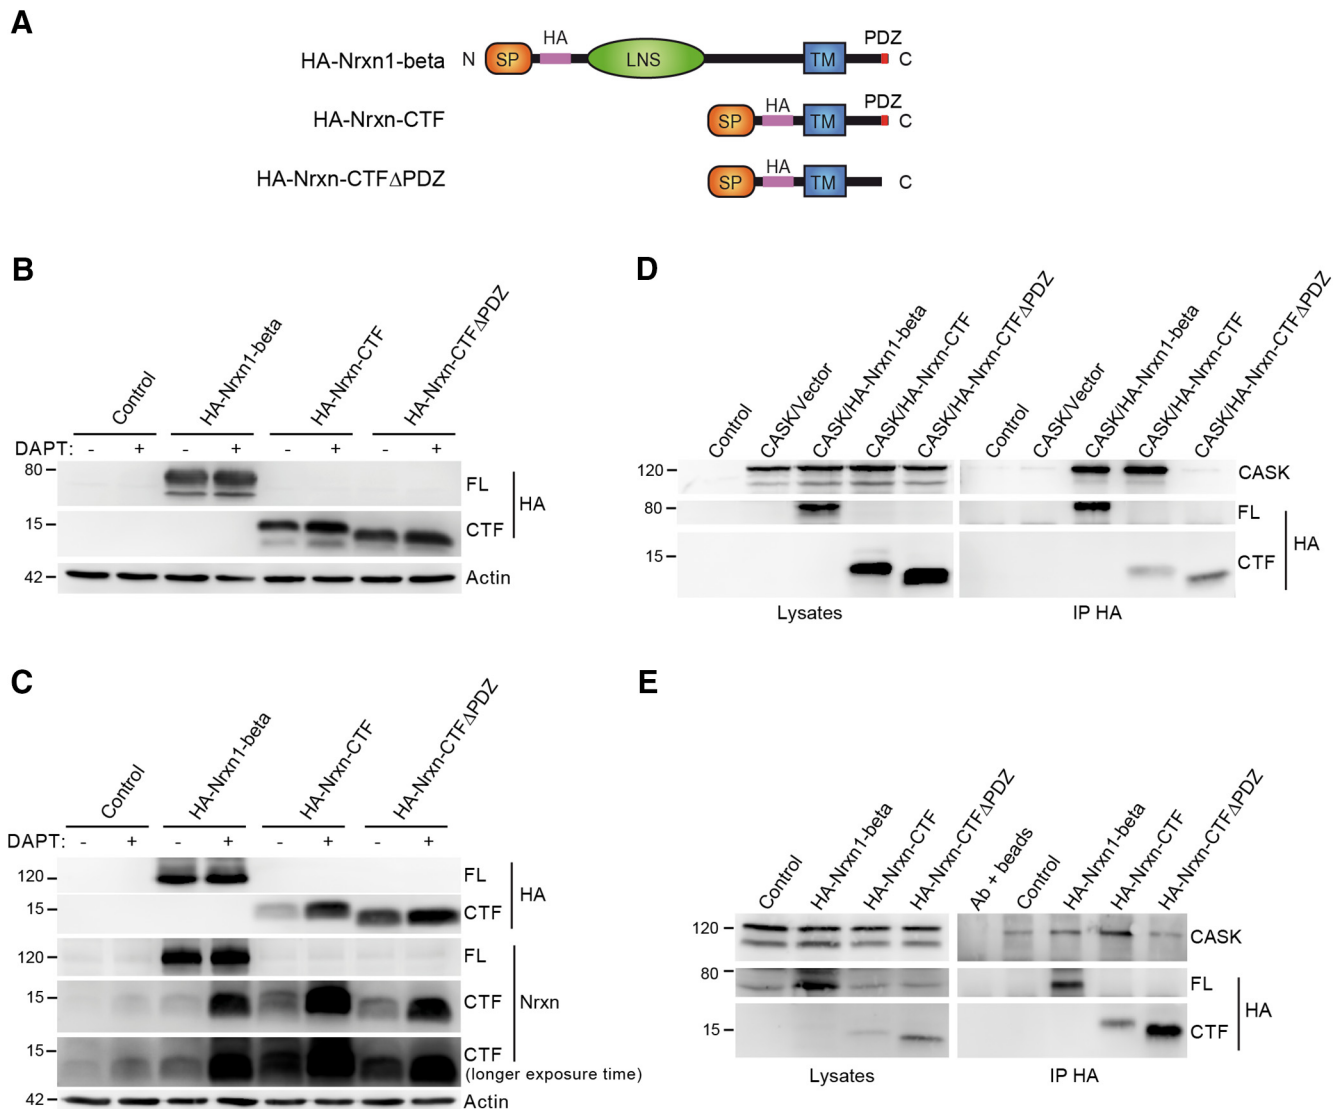 A
HA-Nrxn1-beta N SP HA LNS TM PDZ C
HA-Nrxn-CTF SP HA TM PDZ C
HA-Nrxn-CTFΔPDZ SP HA TM C
B
Control HA-Nrxn1-beta HA-Nrxn-CTF HA-Nrxn-CTFΔPDZ
DAPT: - + - + - + - +
80 FL
HA
15 CTF
42 Actin
C
Control HA-Nrxn1-beta HA-Nrxn-CTF HA-Nrxn-CTFΔPDZ
DAPT: - + - + - + - +
120 FL
HA
15 CTF
120 FL
15 CTF
Nrxn
15 CTF
(longer exposure time)
42 Actin
D
Control CASK/Vector CASK/HA-Nrxn1-beta CASK/HA-Nrxn-CTF CASK/HA-Nrxn-CTFΔPDZ Control CASK/Vector CASK/HA-Nrxn1-beta CASK/HA-Nrxn-CTF CASK/HA-Nrxn-CTFΔPDZ
120 CASK
80 FL
HA
15 CTF
Lysates IP HA
E
Control HA-Nrxn1-beta HA-Nrxn-CTF HA-Nrxn-CTFΔPDZ Ab + beads Control HA-Nrxn1-beta HA-Nrxn-CTF HA-Nrxn-CTFΔPDZ
120 CASK
80 FL
HA
15 CTF
Lysates IP HA